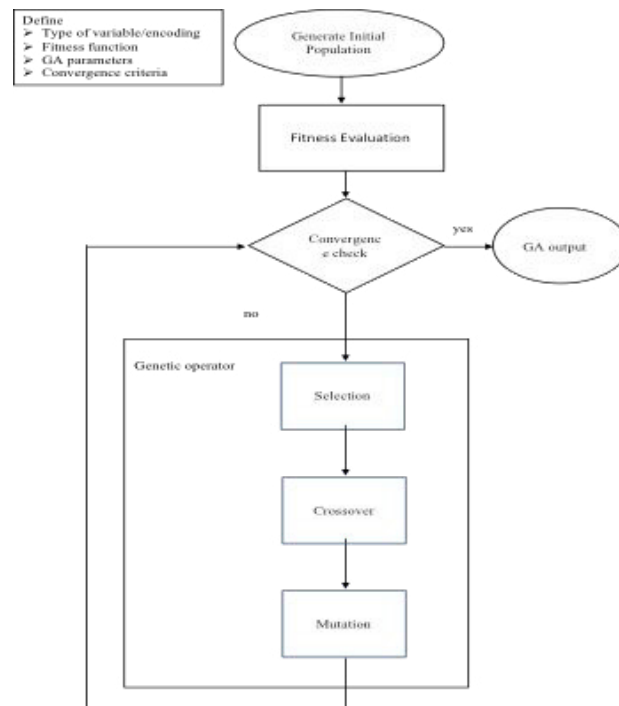 Define
➢ Type of variable/encoding
➢ Fitness function
➢ GA parameters
➢ Convergence criteria
Generate Initial
Population
Fitness Evaluation
Convergenc
e check
yes
GA output
no
Genetic operator
Selection
Crossover
Mutation